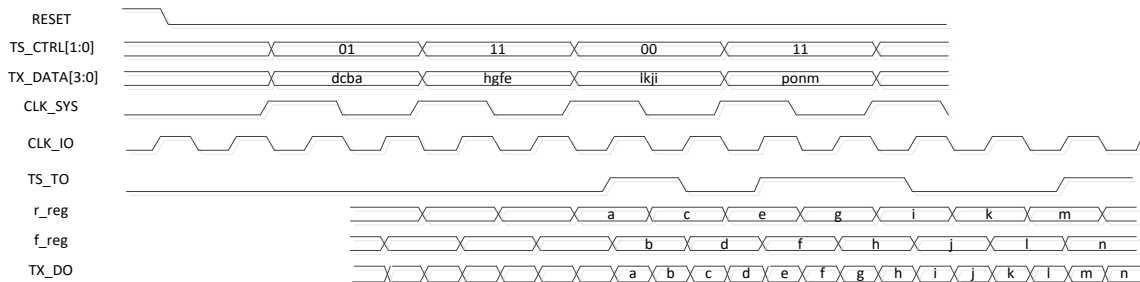 RESET
TS_CTRL[1:0] 01 11 00 11
TX_DATA[3:0] dcba hgfe lkji ponm
CLK_SYS
CLK_IO
TS_TO
r_reg a c e g i k m
f_reg b d f h j l n
TX_DO a b c d e f g h i j k l m n